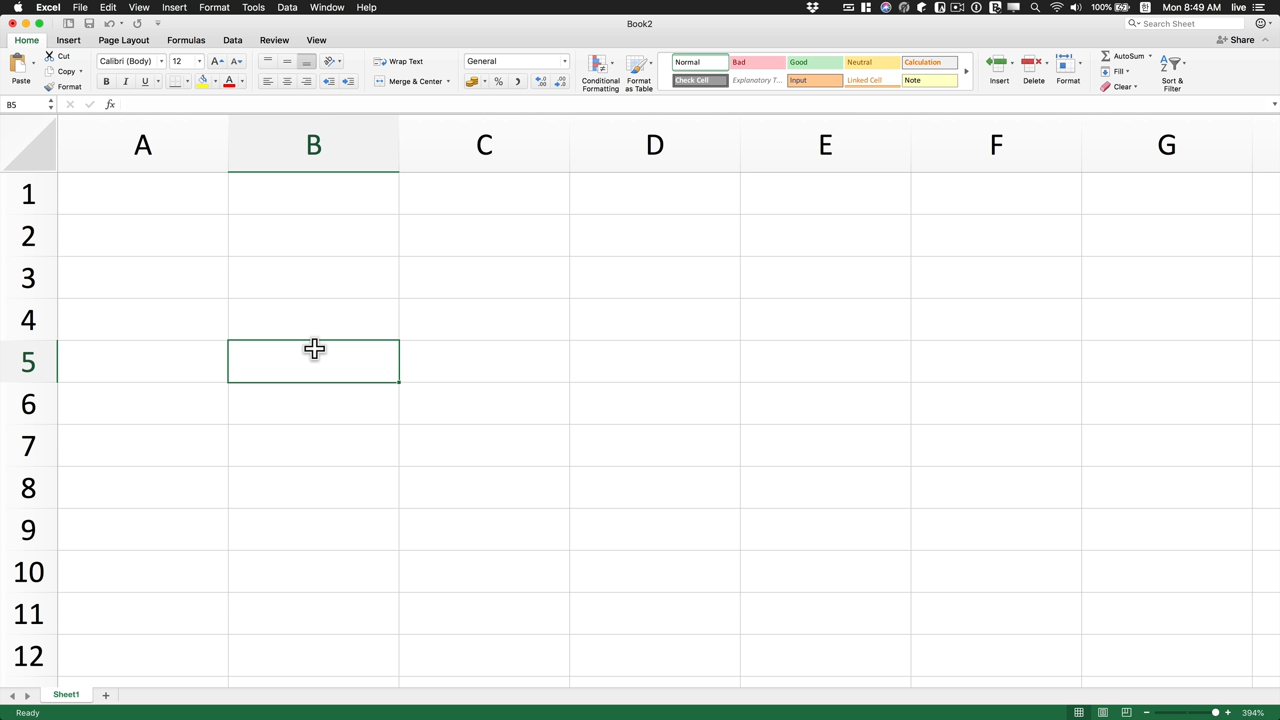 Excel File Edit View Insert Format Tools Data Window Help 100% Mon 8:49 AM live
Book2 Search Sheet
Home Insert Page Layout Formulas Data Review View Share
Paste Cut Copy Format
Calibri (Body) 12 Wrap Text General
B I U A Merge & Center % )
Conditional Formatting Format as Table
Normal Bad Good Neutral Calculation
Check Cell Explanatory T... Input Linked Cell Note
Insert Delete Format
AutoSum Fill Clear Sort & Filter
B5 fx
A B C D E F G
1
2
3
4
5
6
7
8
9
10
11
12
Sheet1 +
Ready 394%